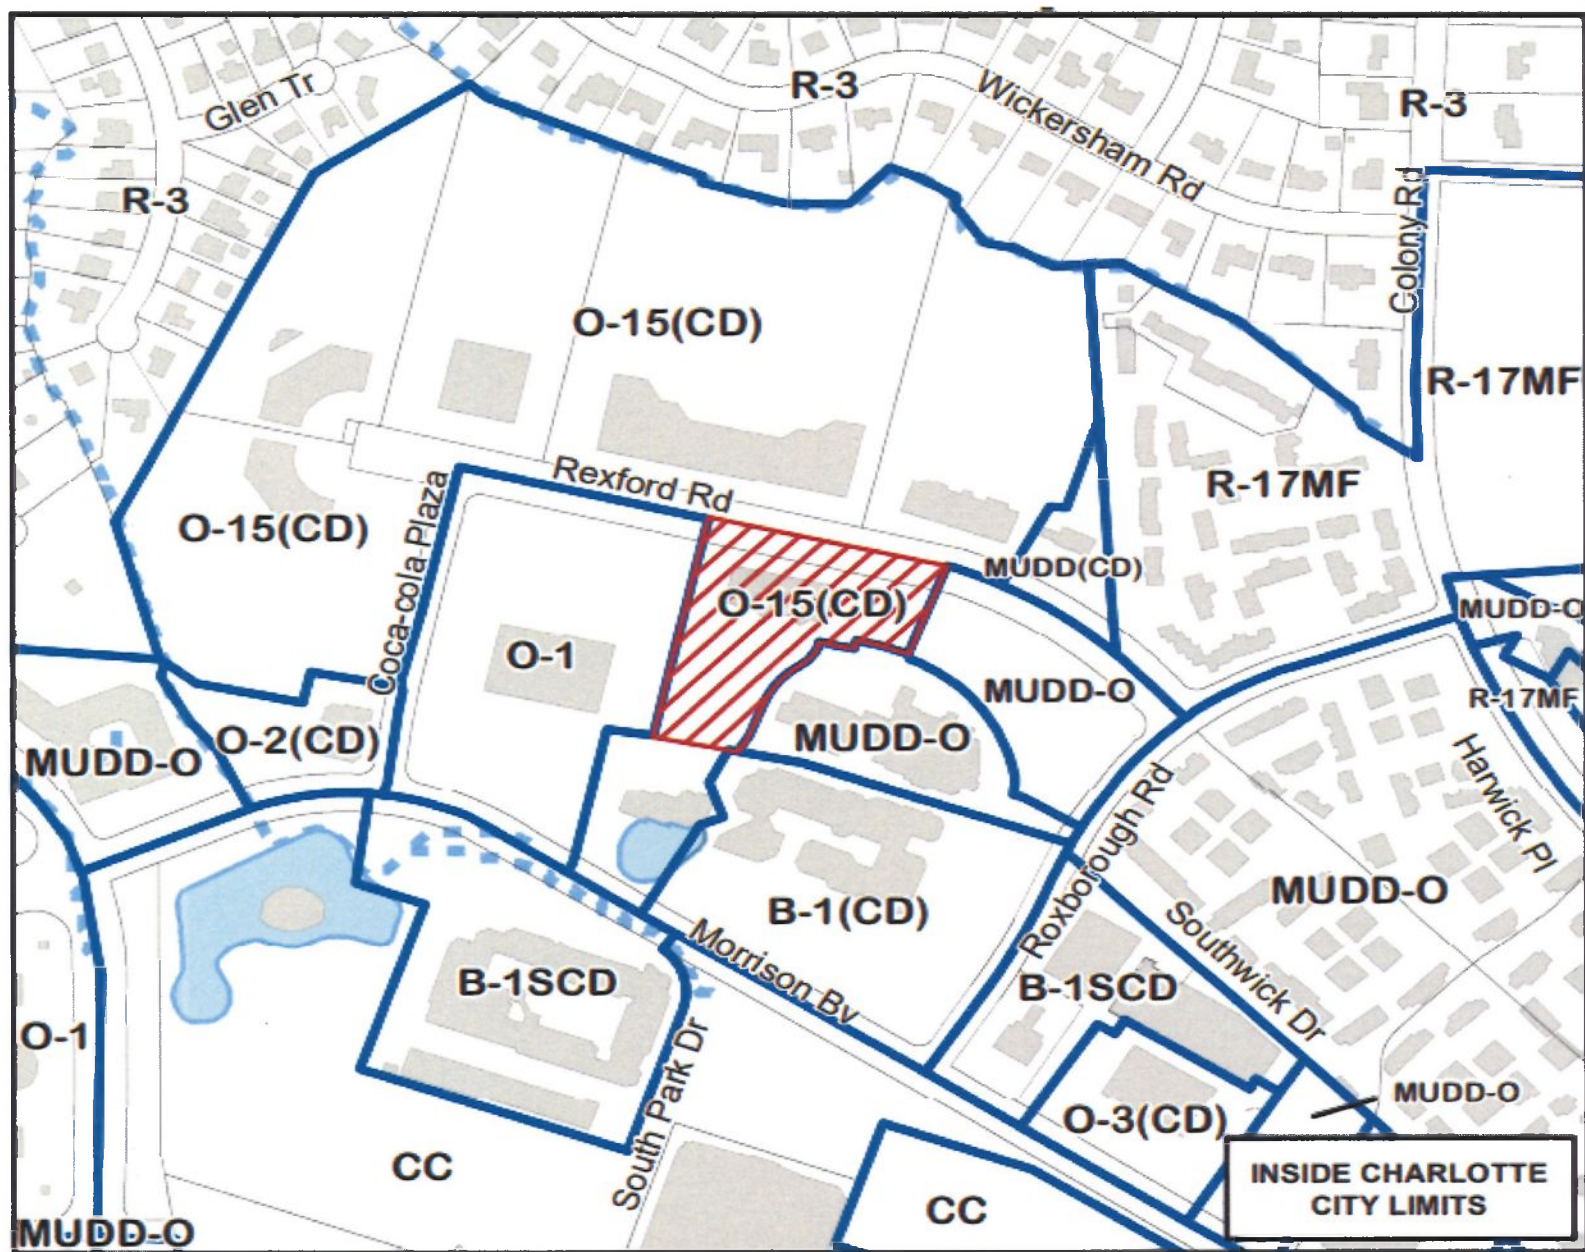 R-3
Wickersham Rd
R-3
Glen Tr
R-3
Colony Rd
O-15(CD)
R-17MF
Rexford Rd
R-17MF
O-15(CD)
Coca-cola Plaza
MUDD(CD)
O-15(CD)
MUDD-O
O-1
MUDD-O
R-17MF
O-2(CD)
MUDD-O
MUDD-O
Harwick Pl
Roxborough Rd
MUDD-O
B-1(CD)
Southwick Dr
Morrison Bv
B-1SCD
B-1SCD
O-1
South Park Dr
MUDD-O
O-3(CD)
CC
CC
MUDD-O
INSIDE CHARLOTTE
CITY LIMITS